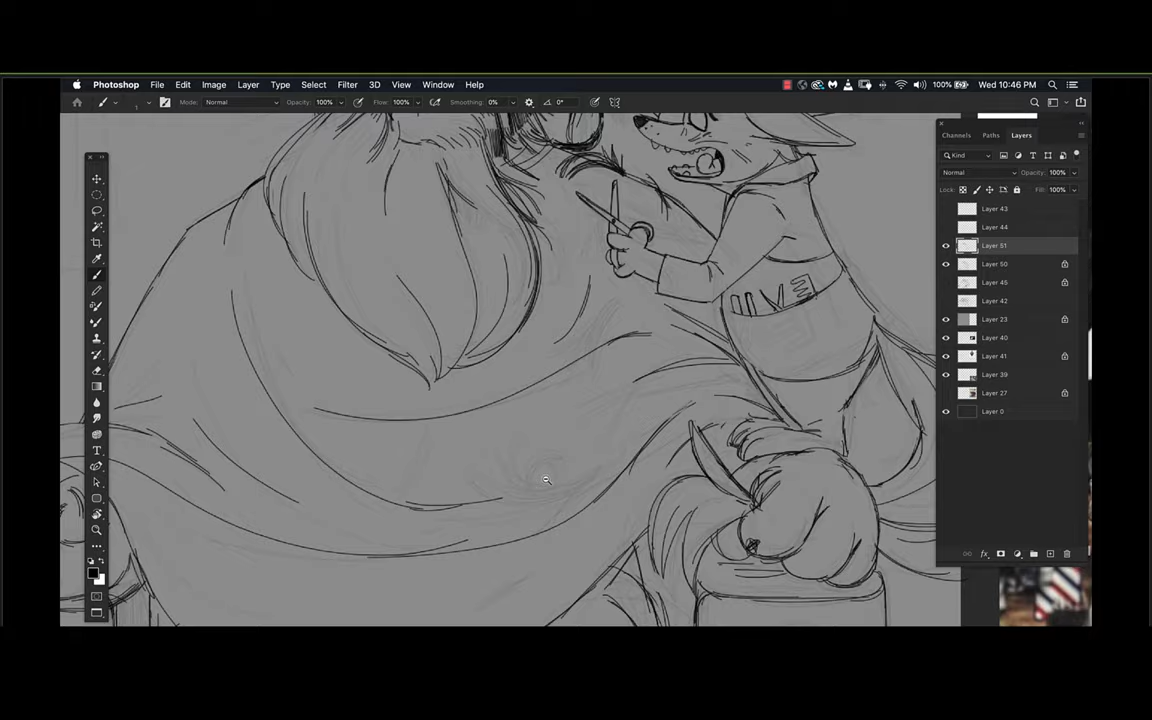 Photoshop File Edit Image Layer Type Select Filter 3D View Window Help 100% Wed 10:46 PM
1 Mode: Normal Opacity: 100% Flow: 100% Smoothing: 0% 0°
Channels Paths Layers
Kind
Normal Opacity: 100%
Lock: Fill: 100%
Layer 43
Layer 44
Layer 51
Layer 50
Layer 45
Layer 42
Layer 23
Layer 40
Layer 41
Layer 39
Layer 27
Layer 0